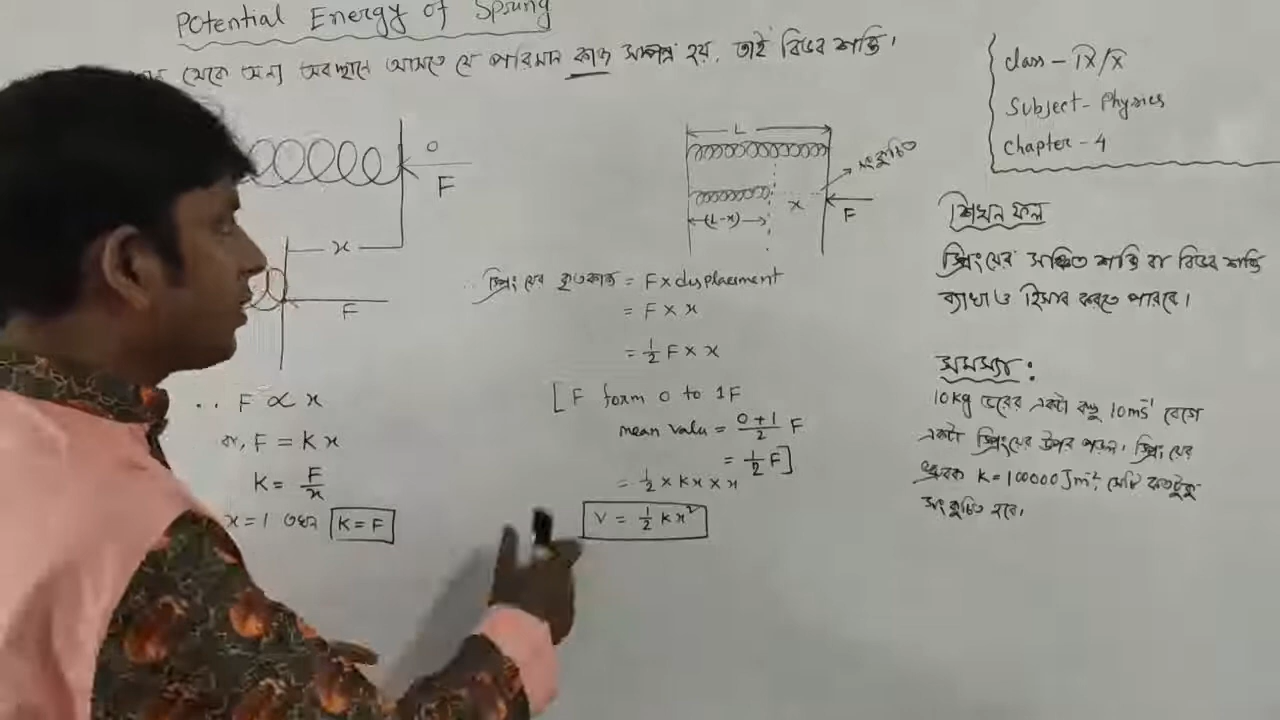 Potential Energy of Spring
থেকে অন্য অবস্থানে আসতে যে পরিমান কাজ সম্পন্ন হয়, তাই বিভব শক্তি।
O
F
x
F
∴ F ∝ x
বা, F = Kx
K = F/x
x = 1 তখন K = F
L
সংকুচিত
x
(L-x)
F
স্প্রিংয়ের কৃতকাজ = F × displacement
= F × x
= 1/2 F × x
[F form 0 to 1F
mean valu = (0+1)/2 F
= 1/2 F]
= 1/2 × kx × x
V = 1/2 kx²
class - IX/X
Subject - Physics
Chapter - 4
শিখন ফল
স্প্রিংয়ের সঞ্চিত শক্তি বা বিভব শক্তি
ব্যাখ্যা ও হিসাব করতে পারবে।
সমস্যা:
10kg ভরের একটা বস্তু 10ms⁻¹ বেগে
একটা স্প্রিংয়ের উপর পড়ল। স্প্রিংয়ের
ধ্রুবক K = 100000 Jm⁻², সেটি কতটুকু
সংকুচিত হবে।